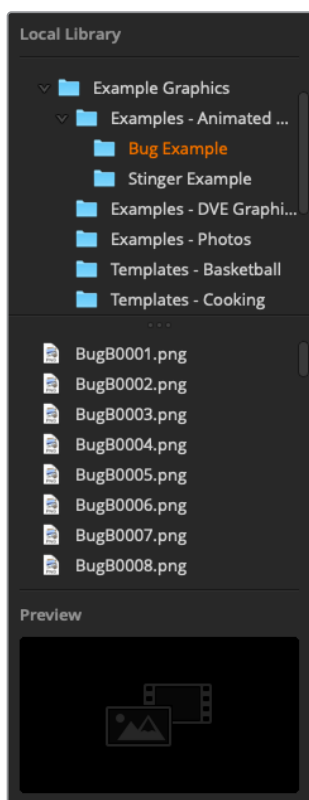 Local Library
Example Graphics
Examples - Animated ...
Bug Example
Stinger Example
Examples - DVE Graphi...
Examples - Photos
Templates - Basketball
Templates - Cooking
BugB0001.png
BugB0002.png
BugB0003.png
BugB0004.png
BugB0005.png
BugB0006.png
BugB0007.png
BugB0008.png
Preview